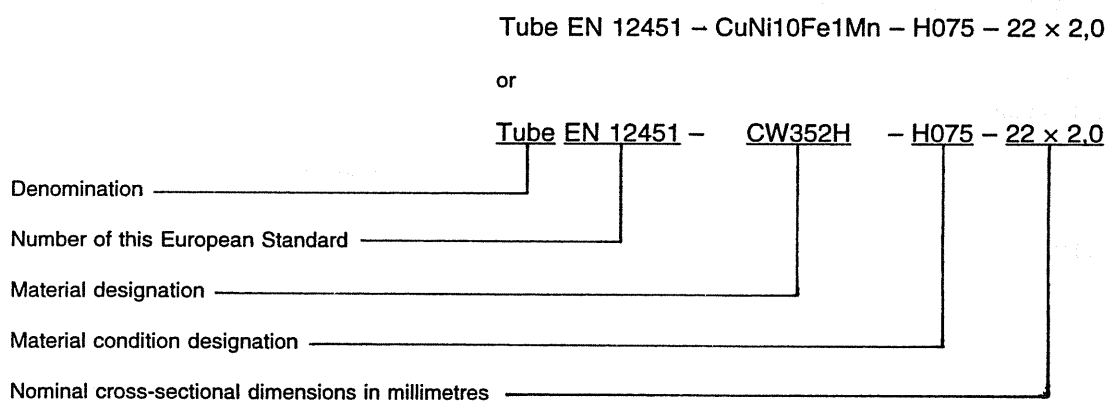 Tube EN 12451 – CuNi10Fe1Mn – H075 – 22 × 2,0
or
Tube EN 12451 – CW352H – H075 – 22 × 2,0
Denomination
Number of this European Standard
Material designation
Material condition designation
Nominal cross-sectional dimensions in millimetres